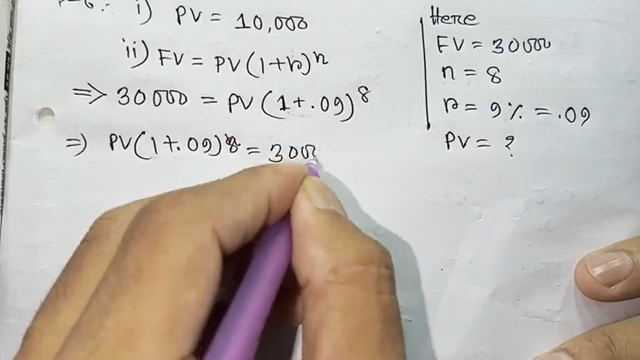 i) PV = 10,000
ii) FV = PV(1+r)^n
=> 30000 = PV(1+.09)^8
=> PV(1+.09)^8 = 3000
Here
FV = 30000
n = 8
r = 9% = .09
PV = ?